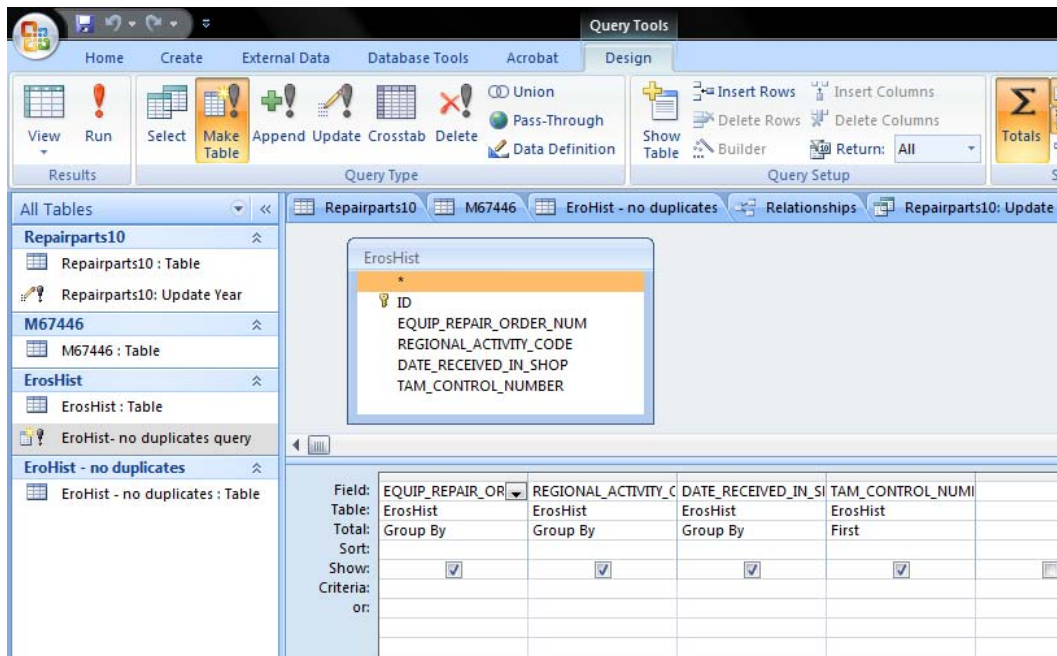 Query Tools
Home Create External Data Database Tools Acrobat Design
View Run Select Make Table Append Update Crosstab Delete
Union
Pass-Through
Data Definition
Show Table
Insert Rows
Delete Rows
Builder
Insert Columns
Delete Columns
Return: All
Totals
Results Query Type Query Setup S
All Tables
Repairparts10
Repairparts10 : Table
Repairparts10: Update Year
M67446
M67446 : Table
ErosHist
ErosHist : Table
EroHist- no duplicates query
EroHist - no duplicates
EroHist - no duplicates : Table
Repairparts10 M67446 EroHist - no duplicates Relationships Repairparts10: Update
ErosHist
*
ID
EQUIP_REPAIR_ORDER_NUM
REGIONAL_ACTIVITY_CODE
DATE_RECEIVED_IN_SHOP
TAM_CONTROL_NUMBER
Field: EQUIP_REPAIR_OR REGIONAL_ACTIVITY_C DATE_RECEIVED_IN_SI TAM_CONTROL_NUMI
Table: ErosHist ErosHist ErosHist ErosHist
Total: Group By Group By Group By First
Sort:
Show:
Criteria:
or: